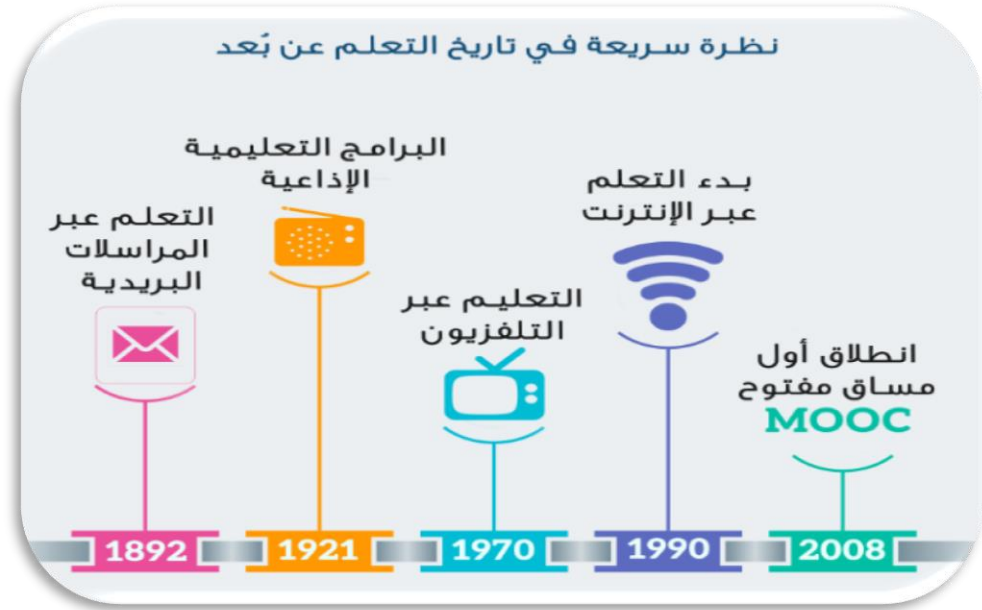 نظرة سريعة في تاريخ التعلم عن بُعد
التعلم عبر
المراسلات
البريدية
1892
البرامج التعليمية
الإذاعية
1921
التعليم عبر
التلفزيون
1970
بدء التعلم
عبر الإنترنت
1990
انطلاق أول
مساق مفتوح
MOOC
2008